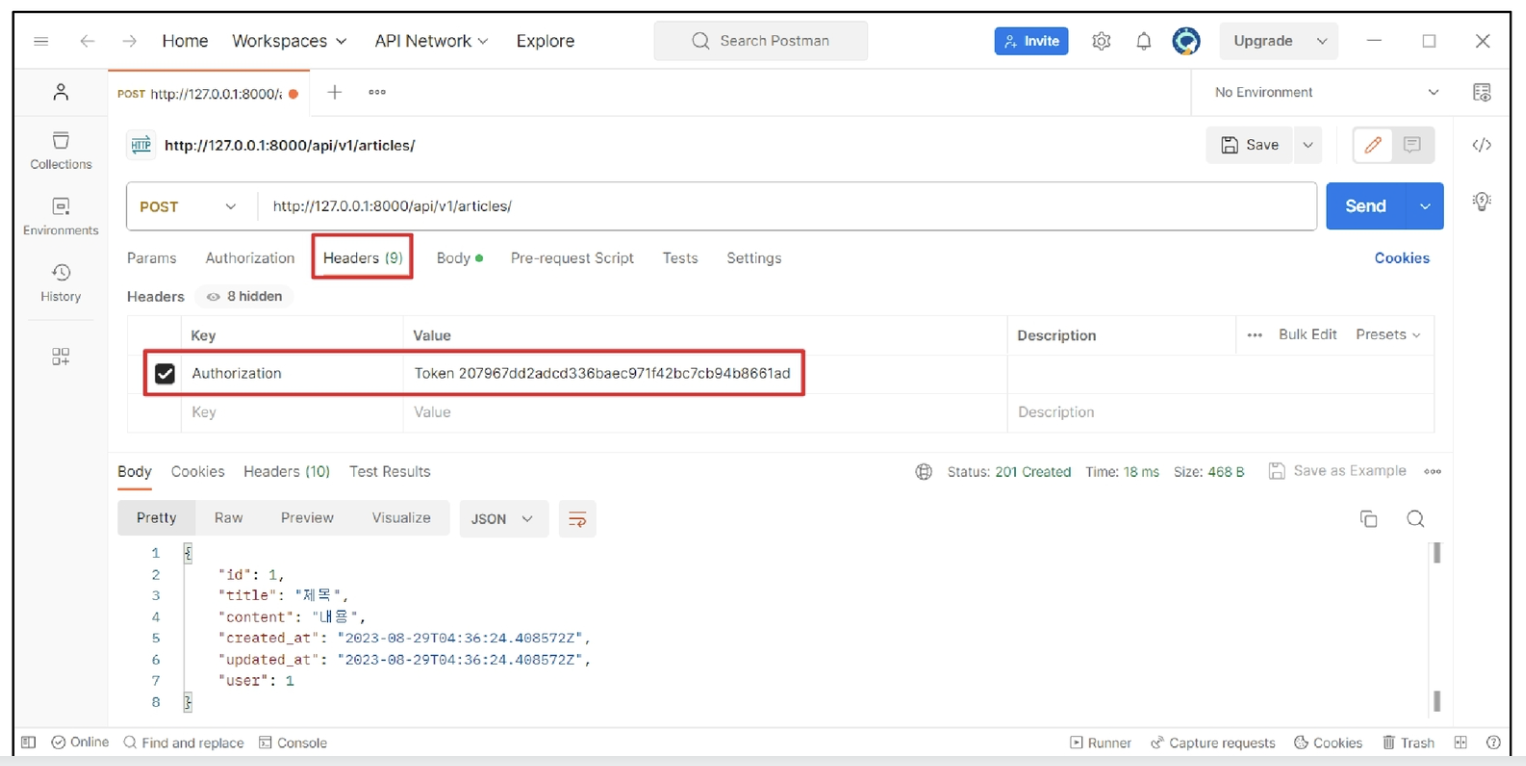 Home Workspaces API Network Explore Search Postman Invite Upgrade
POST http://127.0.0.1:8000/a No Environment
HTTP http://127.0.0.1:8000/api/v1/articles/ Save
Collections
POST http://127.0.0.1:8000/api/v1/articles/ Send
Environments
Params Authorization Headers (9) Body Pre-request Script Tests Settings Cookies
History
Headers 8 hidden
Key Value Description Bulk Edit Presets
Authorization Token 207967dd2adcd336baec971f42bc7cb94b8661ad
Key Value Description
Body Cookies Headers (10) Test Results Status: 201 Created Time: 18 ms Size: 468 B Save as Example
Pretty Raw Preview Visualize JSON
1 {
2 "id": 1,
3 "title": "제목",
4 "content": "내용",
5 "created_at": "2023-08-29T04:36:24.408572Z",
6 "updated_at": "2023-08-29T04:36:24.408572Z",
7 "user": 1
8 }
Online Find and replace Console Runner Capture requests Cookies Trash